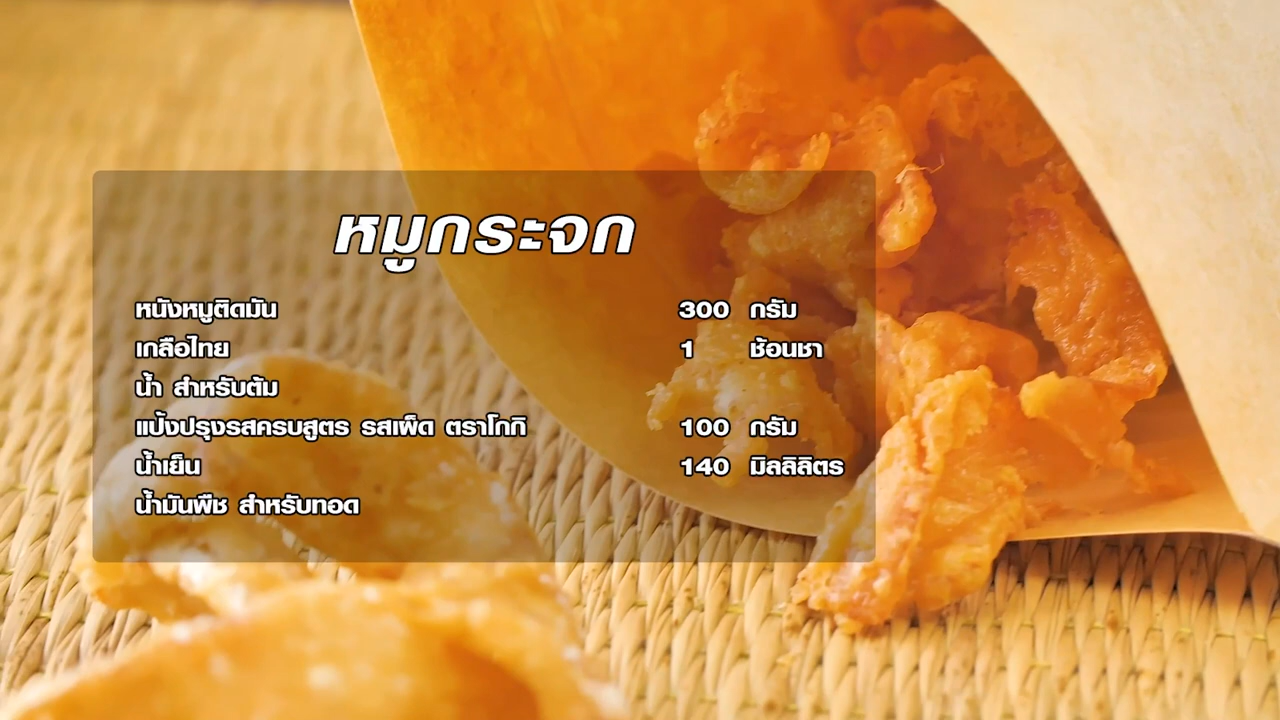 หมูกระจก
หนังหมูติดมัน 300 กรัม
เกลือไทย 1 ช้อนชา
น้ำ สำหรับต้ม
แป้งปรุงรสครบสูตร รสเผ็ด ตราโกกิ 100 กรัม
น้ำเย็น 140 มิลลิลิตร
น้ำมันพืช สำหรับทอด